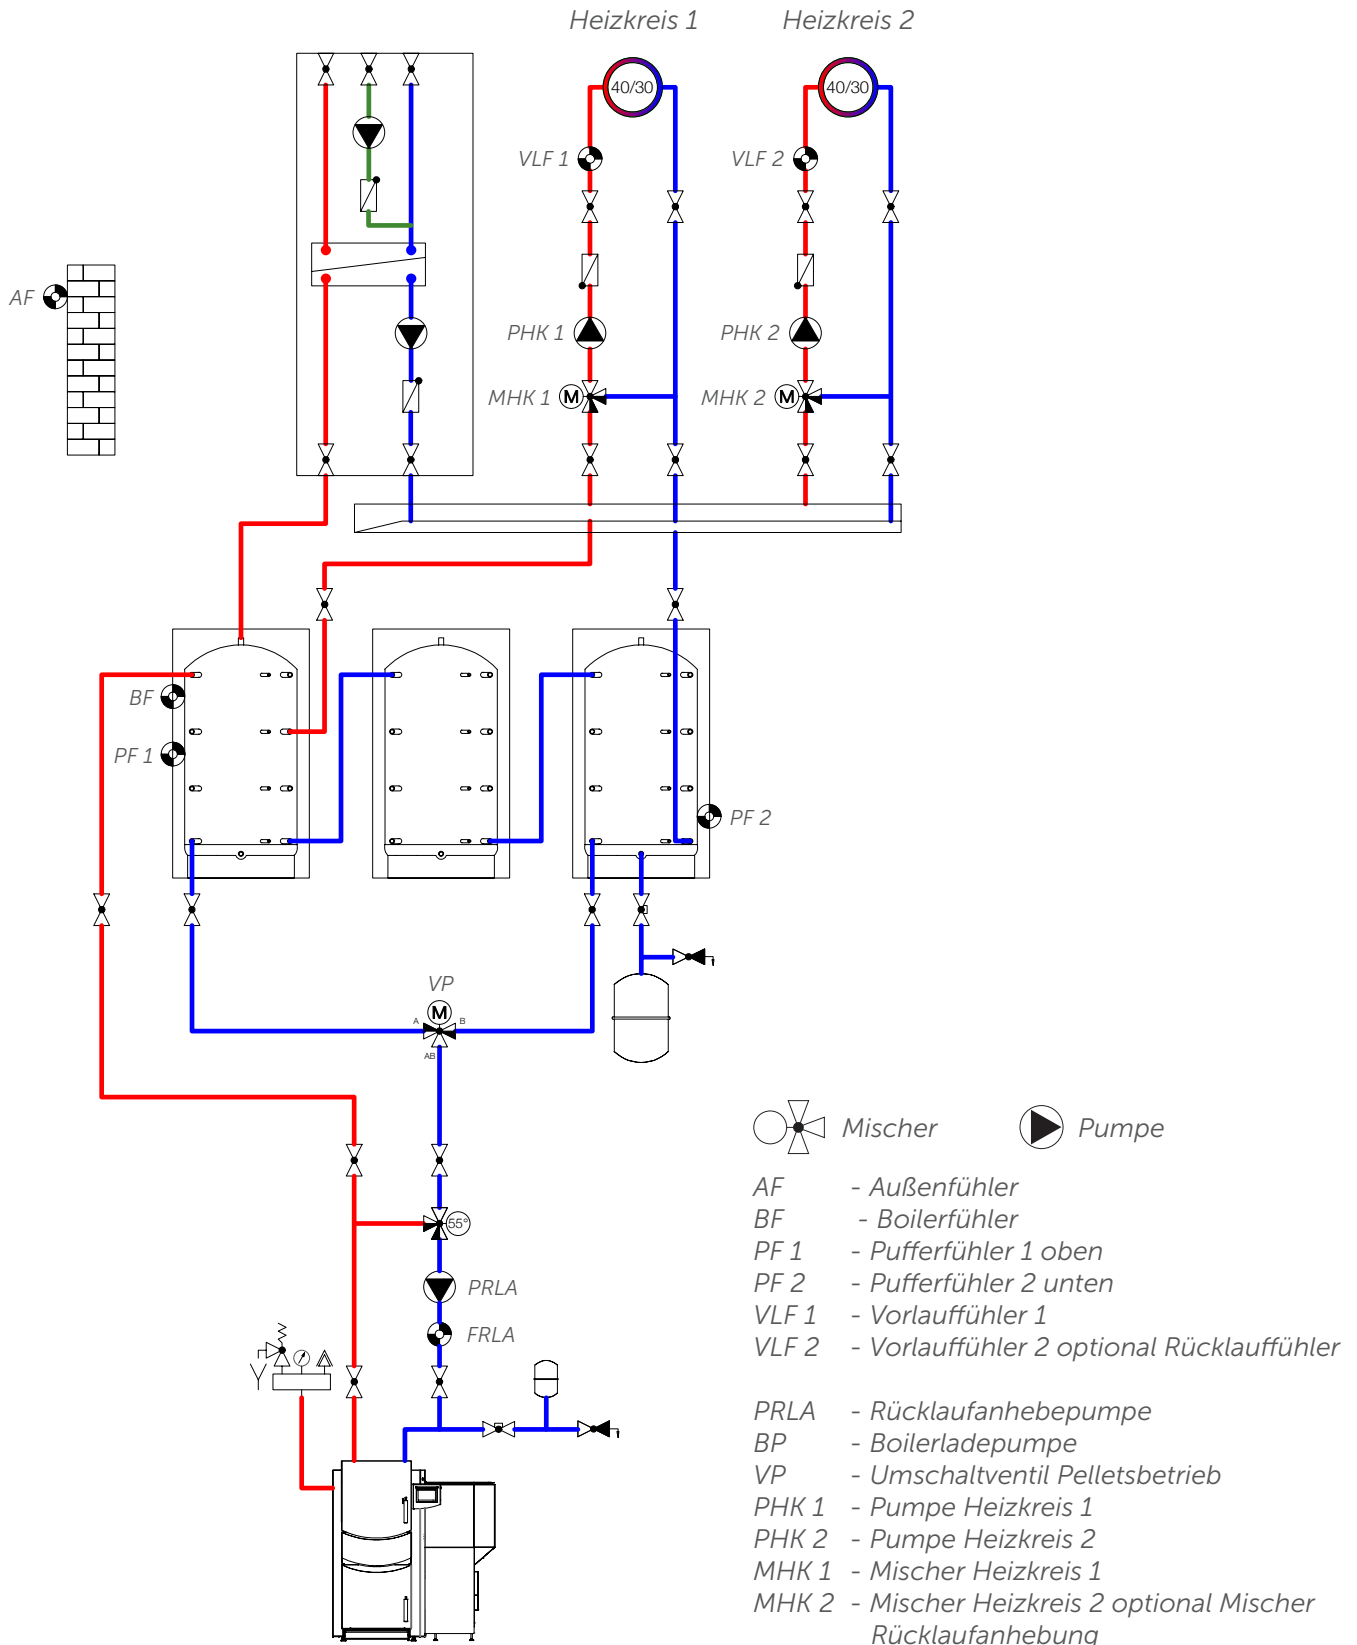 Heizkreis 1
Heizkreis 2
40/30
40/30
VLF 1
VLF 2
AF
PHK 1
PHK 2
MHK 1
M
MHK 2
M
BF
PF 1
PF 2
VP
M
A
B
AB
Mischer
Pumpe
55°
PRLA
FRLA
AF - Außenfühler
BF - Boilerfühler
PF 1 - Pufferfühler 1 oben
PF 2 - Pufferfühler 2 unten
VLF 1 - Vorlauffühler 1
VLF 2 - Vorlauffühler 2 optional Rücklauffühler
PRLA - Rücklaufanhebepumpe
BP - Boilerladepumpe
VP - Umschaltventil Pelletsbetrieb
PHK 1 - Pumpe Heizkreis 1
PHK 2 - Pumpe Heizkreis 2
MHK 1 - Mischer Heizkreis 1
MHK 2 - Mischer Heizkreis 2 optional Mischer
Rücklaufanhebung